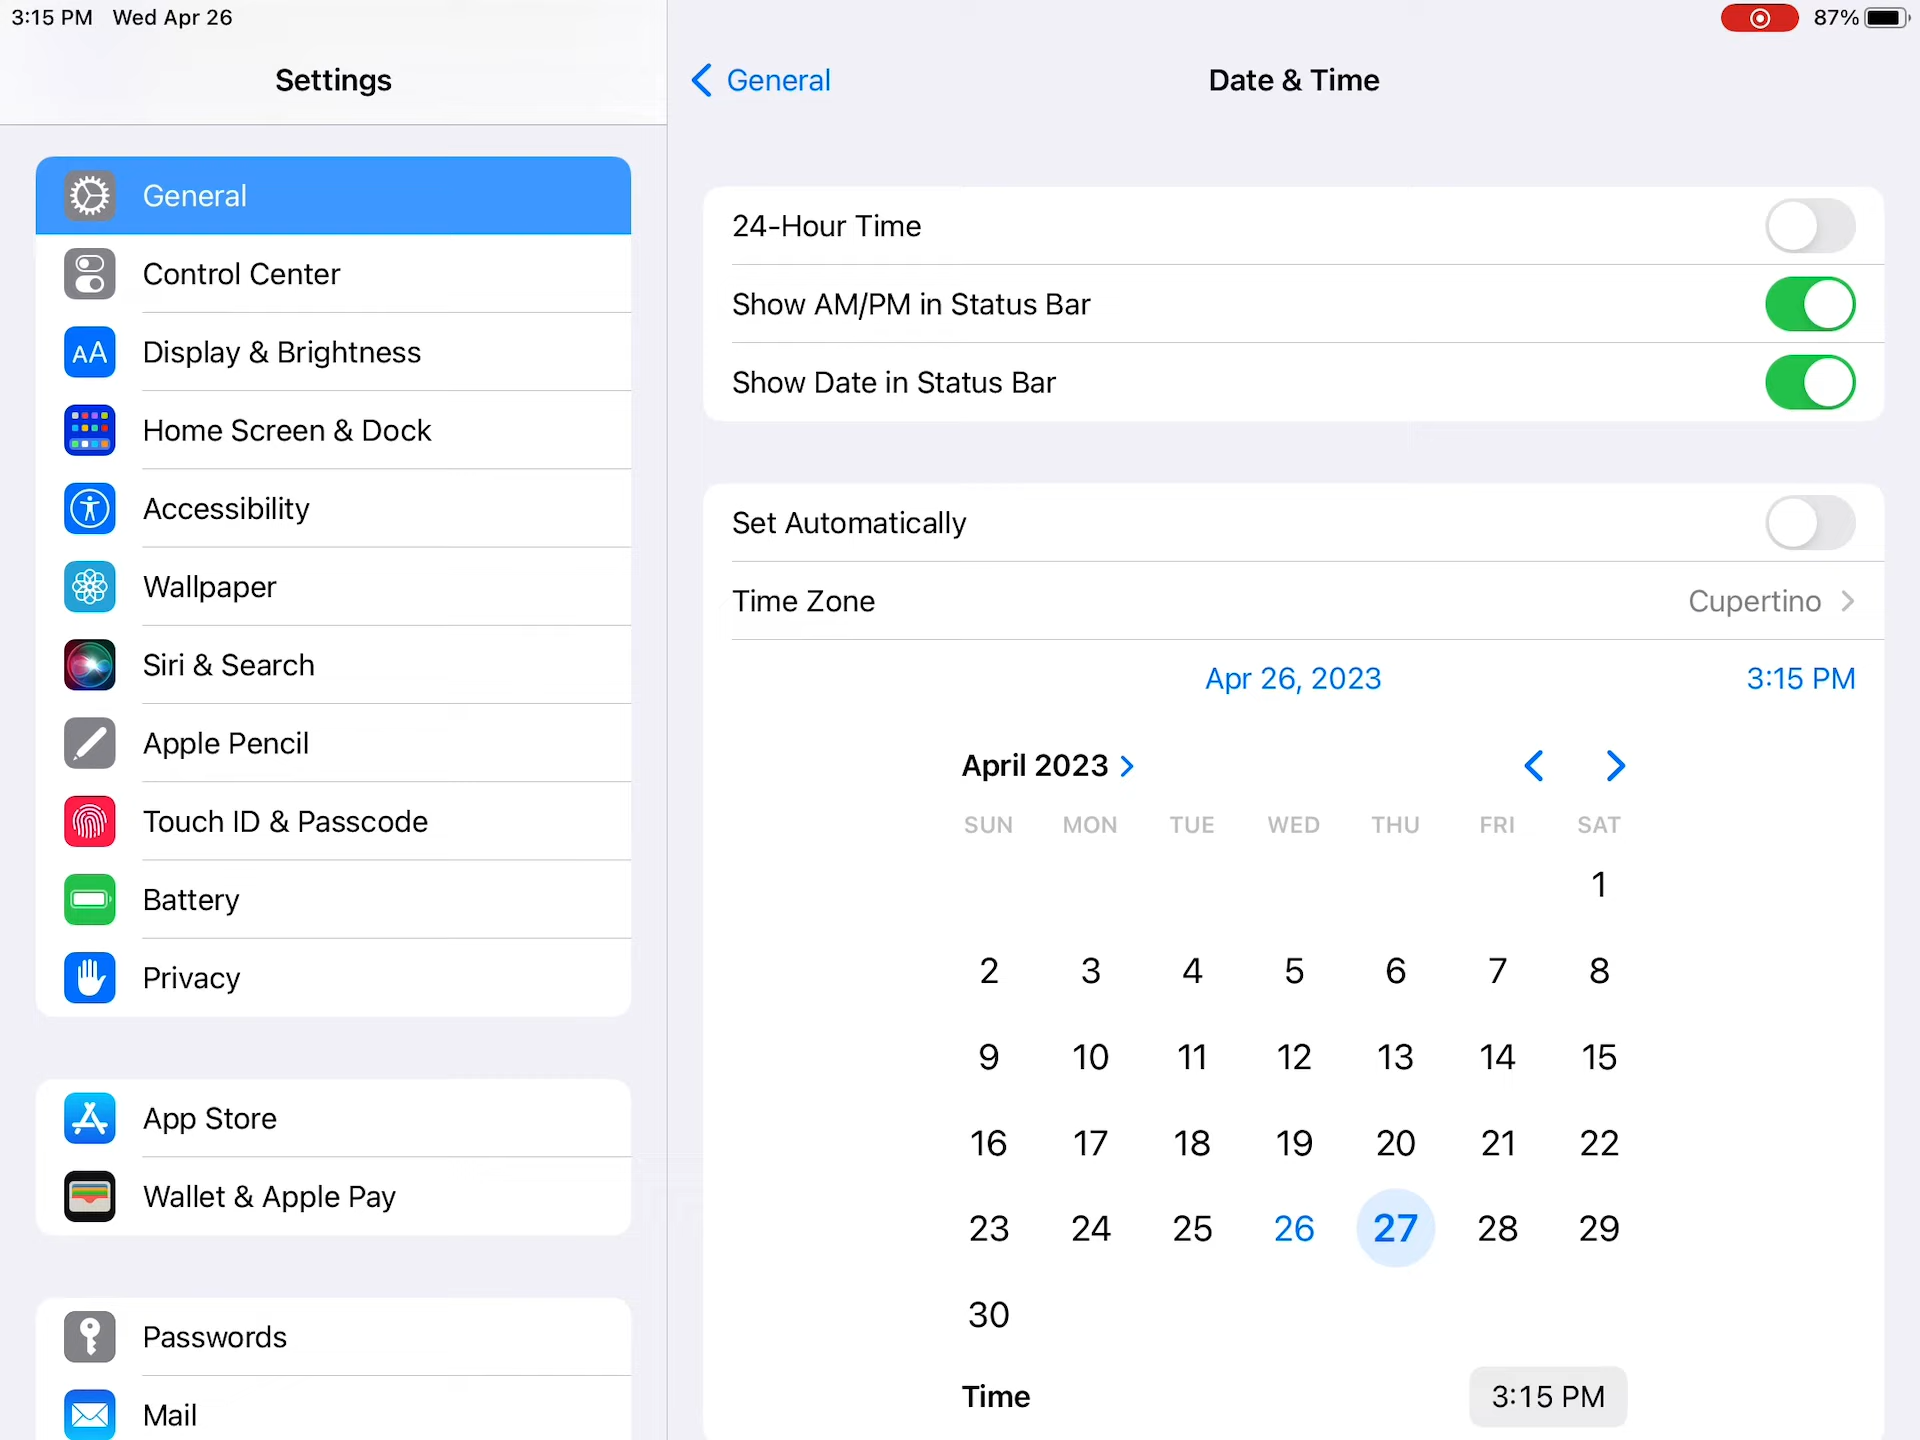 3:15 PM Wed Apr 26
87%
Settings
General
Control Center
AA
Display & Brightness
Home Screen & Dock
Accessibility
Wallpaper
Siri & Search
Apple Pencil
Touch ID & Passcode
Battery
Privacy
App Store
Wallet & Apple Pay
Passwords
Mail
General
Date & Time
24-Hour Time
Show AM/PM in Status Bar
Show Date in Status Bar
Set Automatically
Time Zone Cupertino
Apr 26, 2023 3:15 PM
April 2023
SUN MON TUE WED THU FRI SAT
1
2 3 4 5 6 7 8
9 10 11 12 13 14 15
16 17 18 19 20 21 22
23 24 25 26 27 28 29
30
Time 3:15 PM